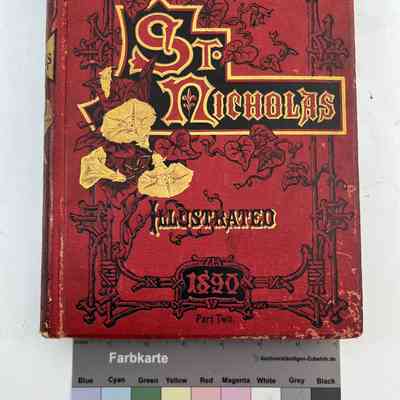 St.
Nicholas
Illustrated
1890
Part Two.
Farbkarte
Blue Cyan Green Yellow Red Magenta White Grey Black